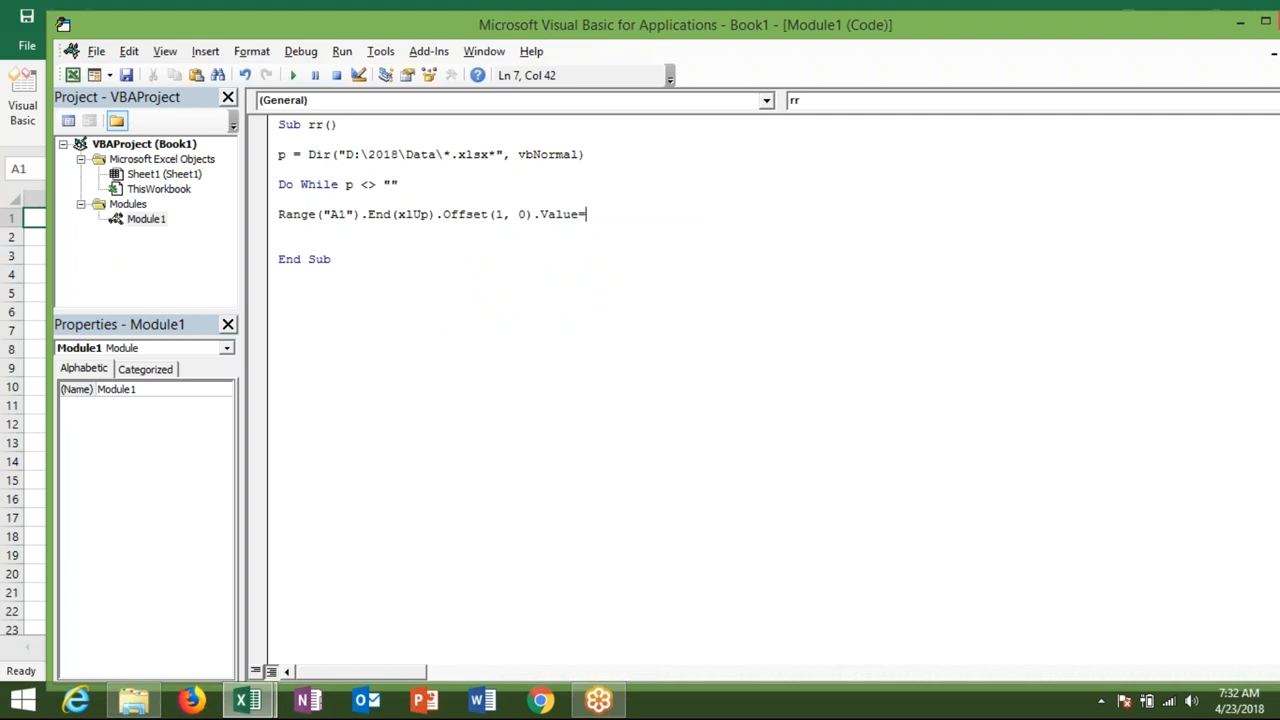 Microsoft Visual Basic for Applications - Book1 - [Module1 (Code)]
File
File Edit View Insert Format Debug Run Tools Add-Ins Window Help
Ln 7, Col 42
Visual
Basic
Project - VBAProject
(General)
rr
VBAProject (Book1)
Microsoft Excel Objects
Sheet1 (Sheet1)
ThisWorkbook
Modules
Module1
Sub rr()
p = Dir("D:\2018\Data\*.xlsx*", vbNormal)
Do While p <> ""
Range("A1").End(xlUp).Offset(1, 0).Value=
End Sub
A1
1
2
3
4
5
6
7
8
9
10
11
12
13
14
15
16
17
18
19
20
21
22
23
Properties - Module1
Module1 Module
Alphabetic Categorized
(Name) Module1
Ready
7:32 AM
4/23/2018